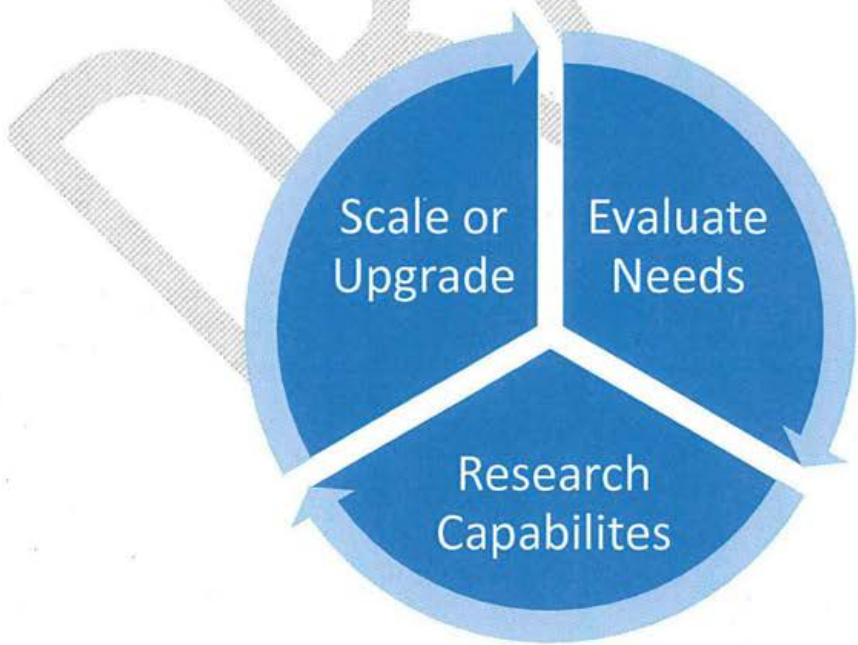 Scale or
Upgrade
Evaluate
Needs
Research
Capabilites